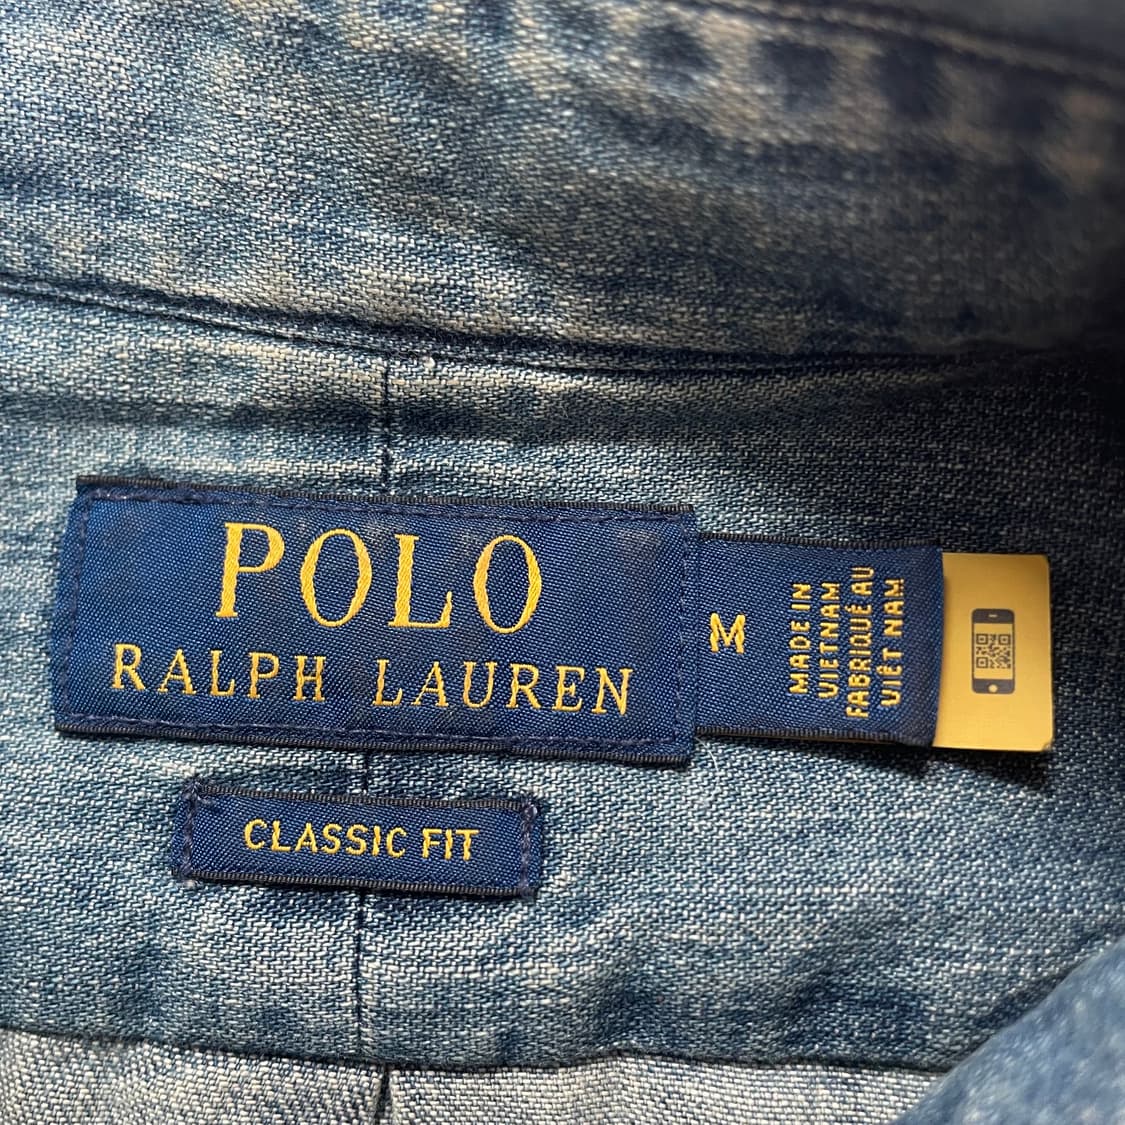 POLO
RALPH LAUREN
M
MADE IN
VIETNAM
FABRIQUÉ AU
VIÊT NAM
CLASSIC FIT